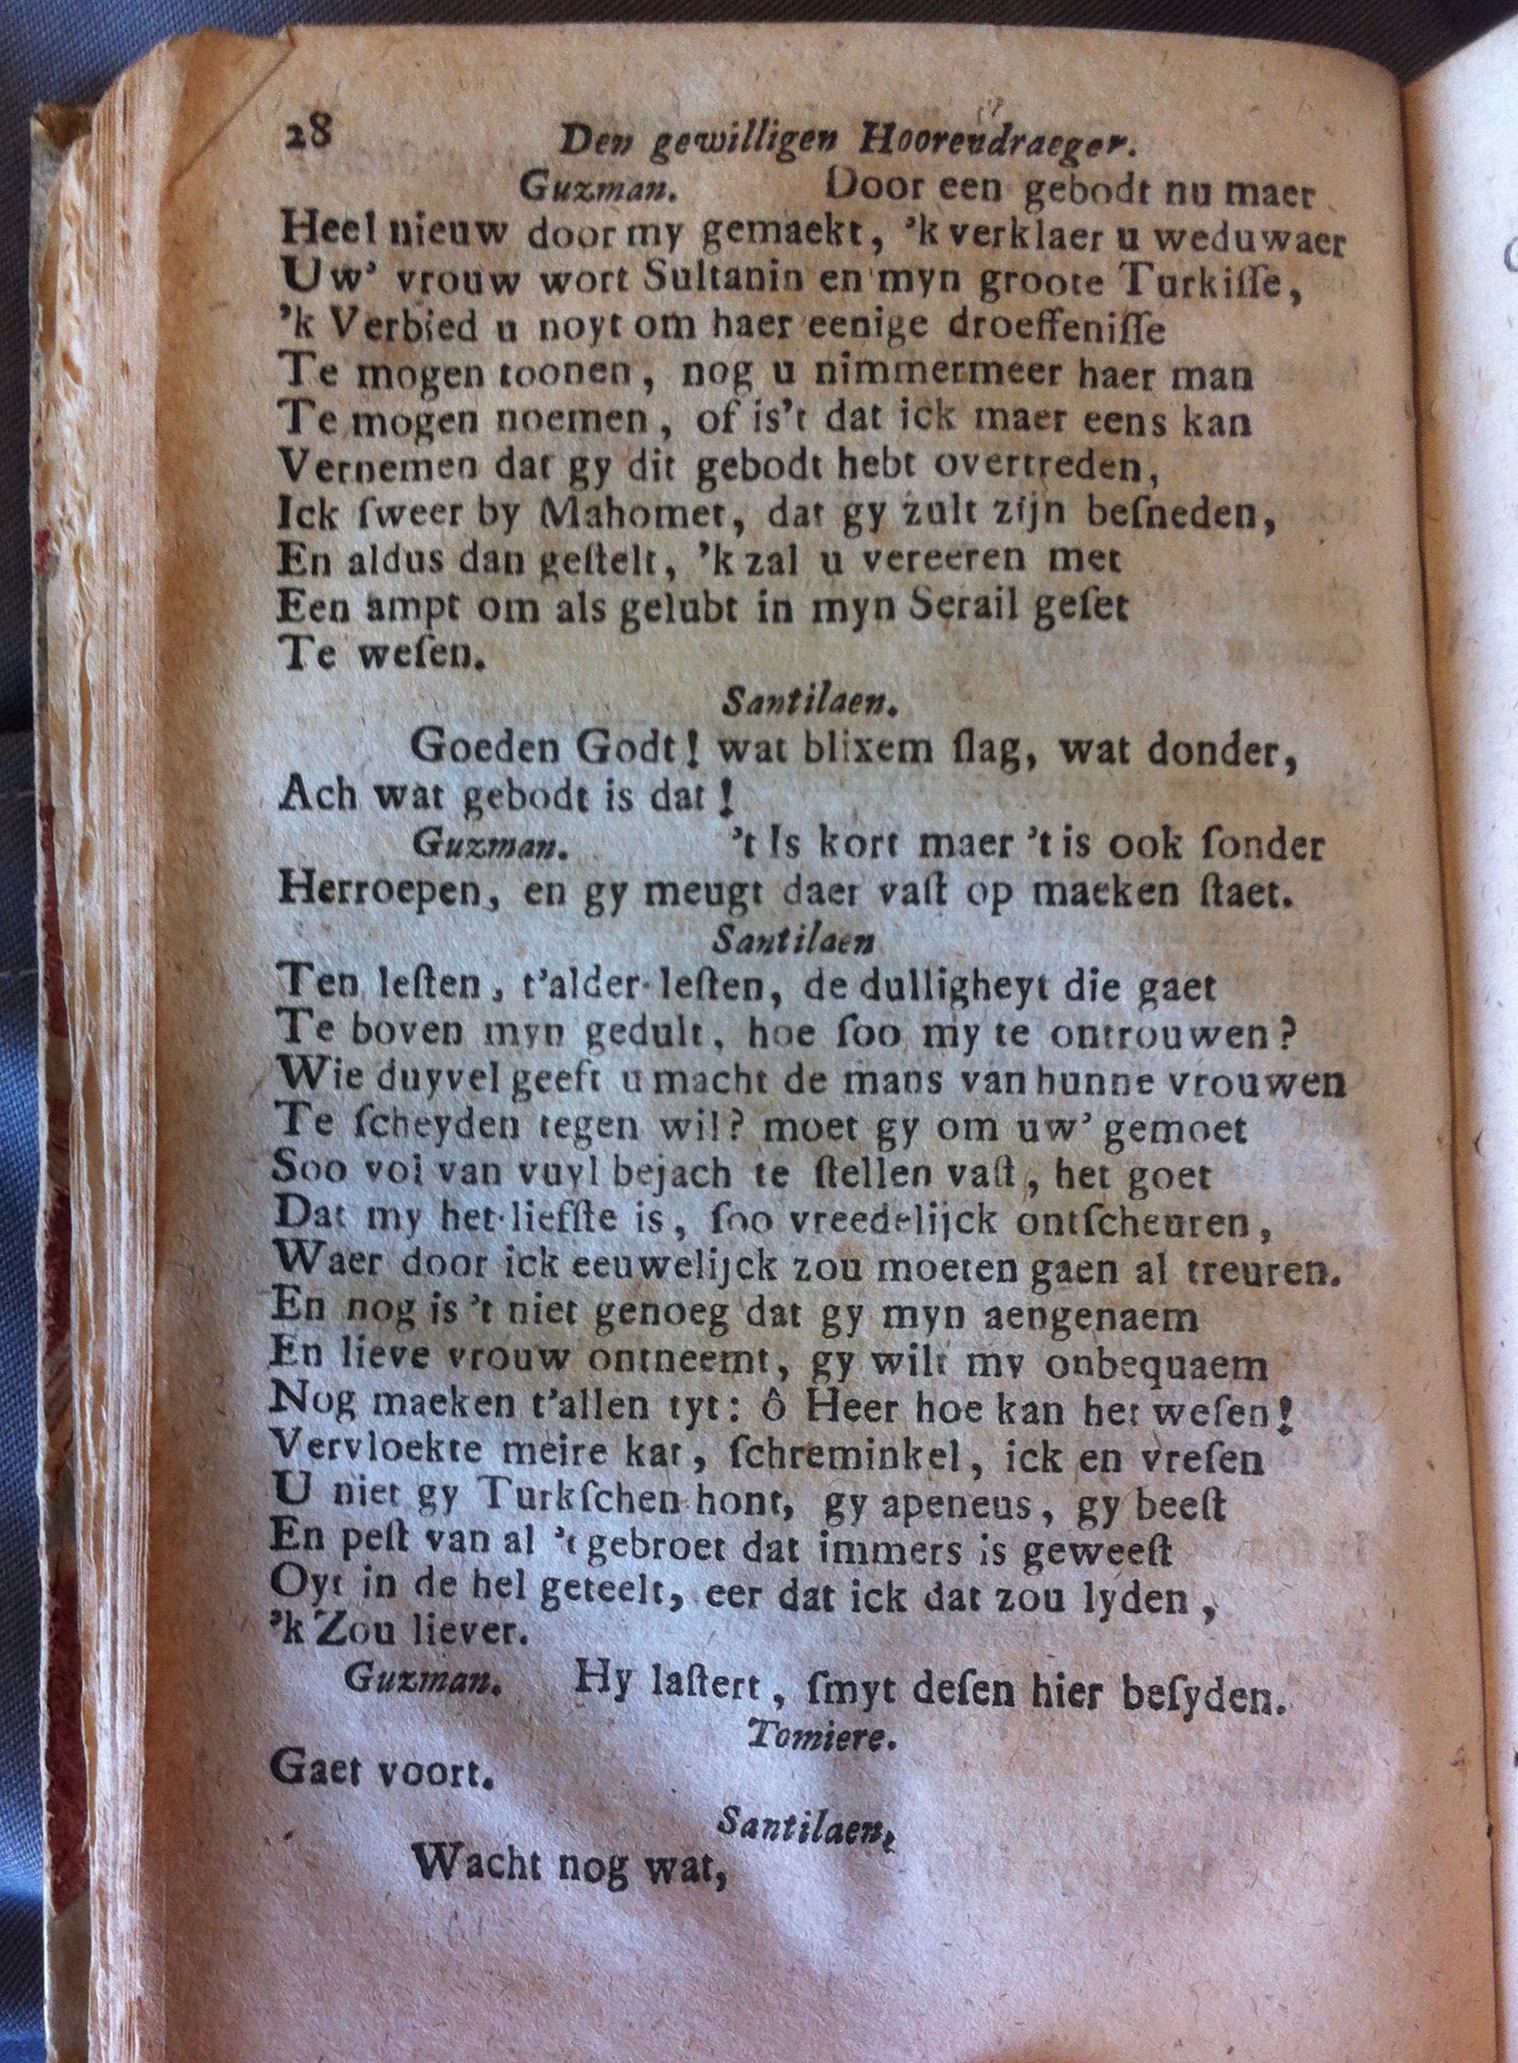 28 Den gewilligen Hoorendraeger.
Guzman. Door een gebodt nu maer
Heel nieuw door my gemaekt, ’k verklaer u weduwaer
Uw’ vrouw wort Sultanin en myn groote Turkiſſe,
’k Verbied u noyt om haer eenige droeffeniſſe
Te mogen toonen, nog u nimmermeer haer man
Te mogen noemen, of is’t dat ick maer eens kan
Vernemen dat gy dit gebodt hebt overtreden,
Ick ſweer by Mahomet, dat gy zult zijn beſneden,
En aldus dan geſtelt, ’k zal u vereeren met
Een ampt om als gelubt in myn Serail geſet
Te weſen.
Santilaen.
Goeden Godt! wat blixem ſlag, wat donder,
Ach wat gebodt is dat!
Guzman. ’t Is kort maer ’t is ook ſonder
Herroepen, en gy meugt daer vaſt op maeken ſtaet.
Santilaen
Ten leſten, t’alder-leſten, de dulligheyt die gaet
Te boven myn gedult, hoe ſoo my te ontrouwen?
Wie duyvel geeft u macht de mans van hunne vrouwen
Te ſcheyden tegen wil? moet gy om uw’ gemoet
Soo vol van vuyl bejach te ſtellen vaſt, het goet
Dat my het-liefſte is, ſoo vreedelijck ontſcheuren,
Waer door ick eeuwelijck zou moeten gaen al treuren.
En nog is ’t niet genoeg dat gy myn aengenaem
En lieve vrouw ontneemt, gy wilt my onbequaem
Nog maeken t’allen tyt: ô Heer hoe kan het weſen!
Vervloekte meire kat, ſchreminkel, ick en vreſen
U niet gy Turkſchen hont, gy apeneus, gy beeſt
En peſt van al ’t gebroet dat immers is geweeſt
Oyt in de hel geteelt, eer dat ick dat zou lyden,
’k Zou liever.
Guzman. Hy laſtert, ſmyt deſen hier beſyden.
Tomiere.
Gaet voort.
Santilaen.
Wacht nog wat,